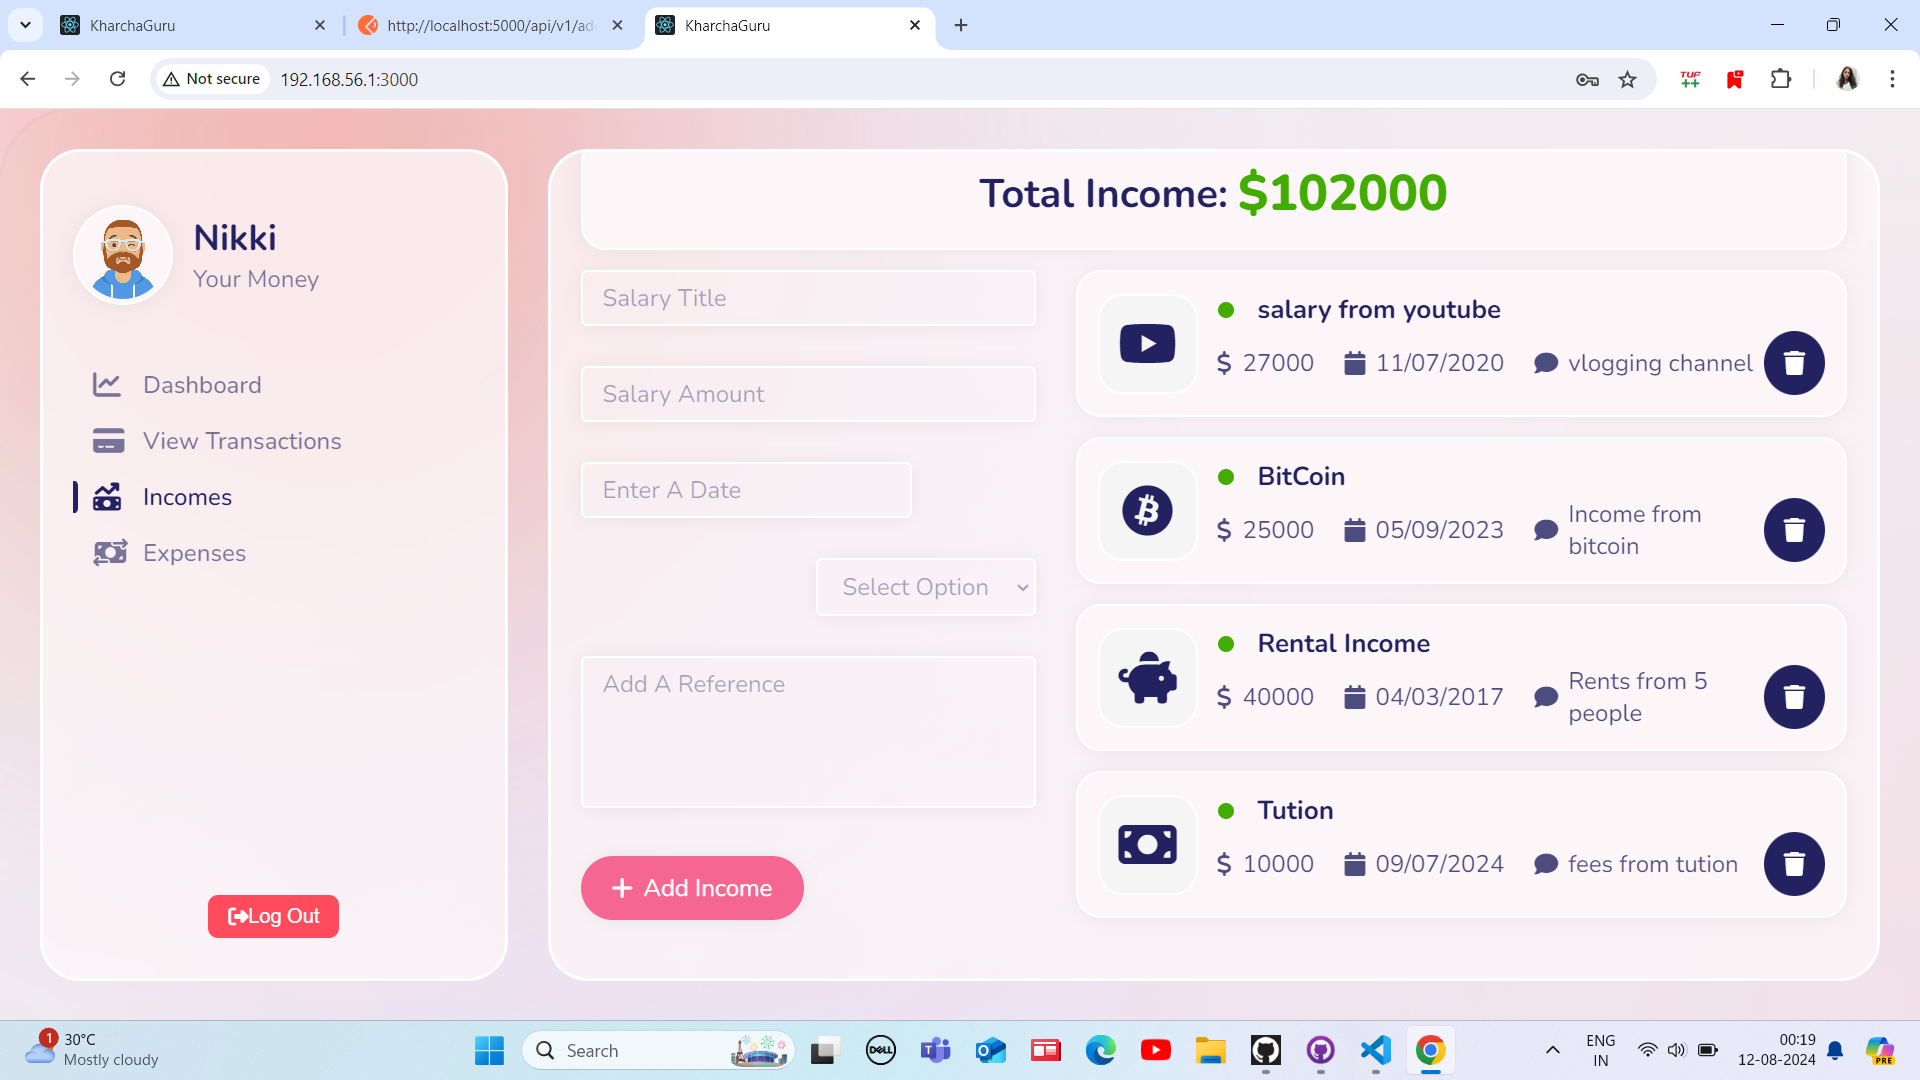 KharchaGuru
http://localhost:5000/api/v1/ad
KharchaGuru
Not secure
192.168.56.1:3000
TUF
++
Nikki
Your Money
Dashboard
View Transactions
Incomes
Expenses
Log Out
Total Income: $102000
Salary Title
Salary Amount
Enter A Date
Select Option
Add A Reference
Add Income
salary from youtube
$ 27000 11/07/2020 vlogging channel
BitCoin
$ 25000 05/09/2023 Income from
bitcoin
Rental Income
$ 40000 04/03/2017 Rents from 5
people
Tution
$ 10000 09/07/2024 fees from tution
1
30°C
Mostly cloudy
Search
DELL
ENG
IN
00:19
12-08-2024
PRE